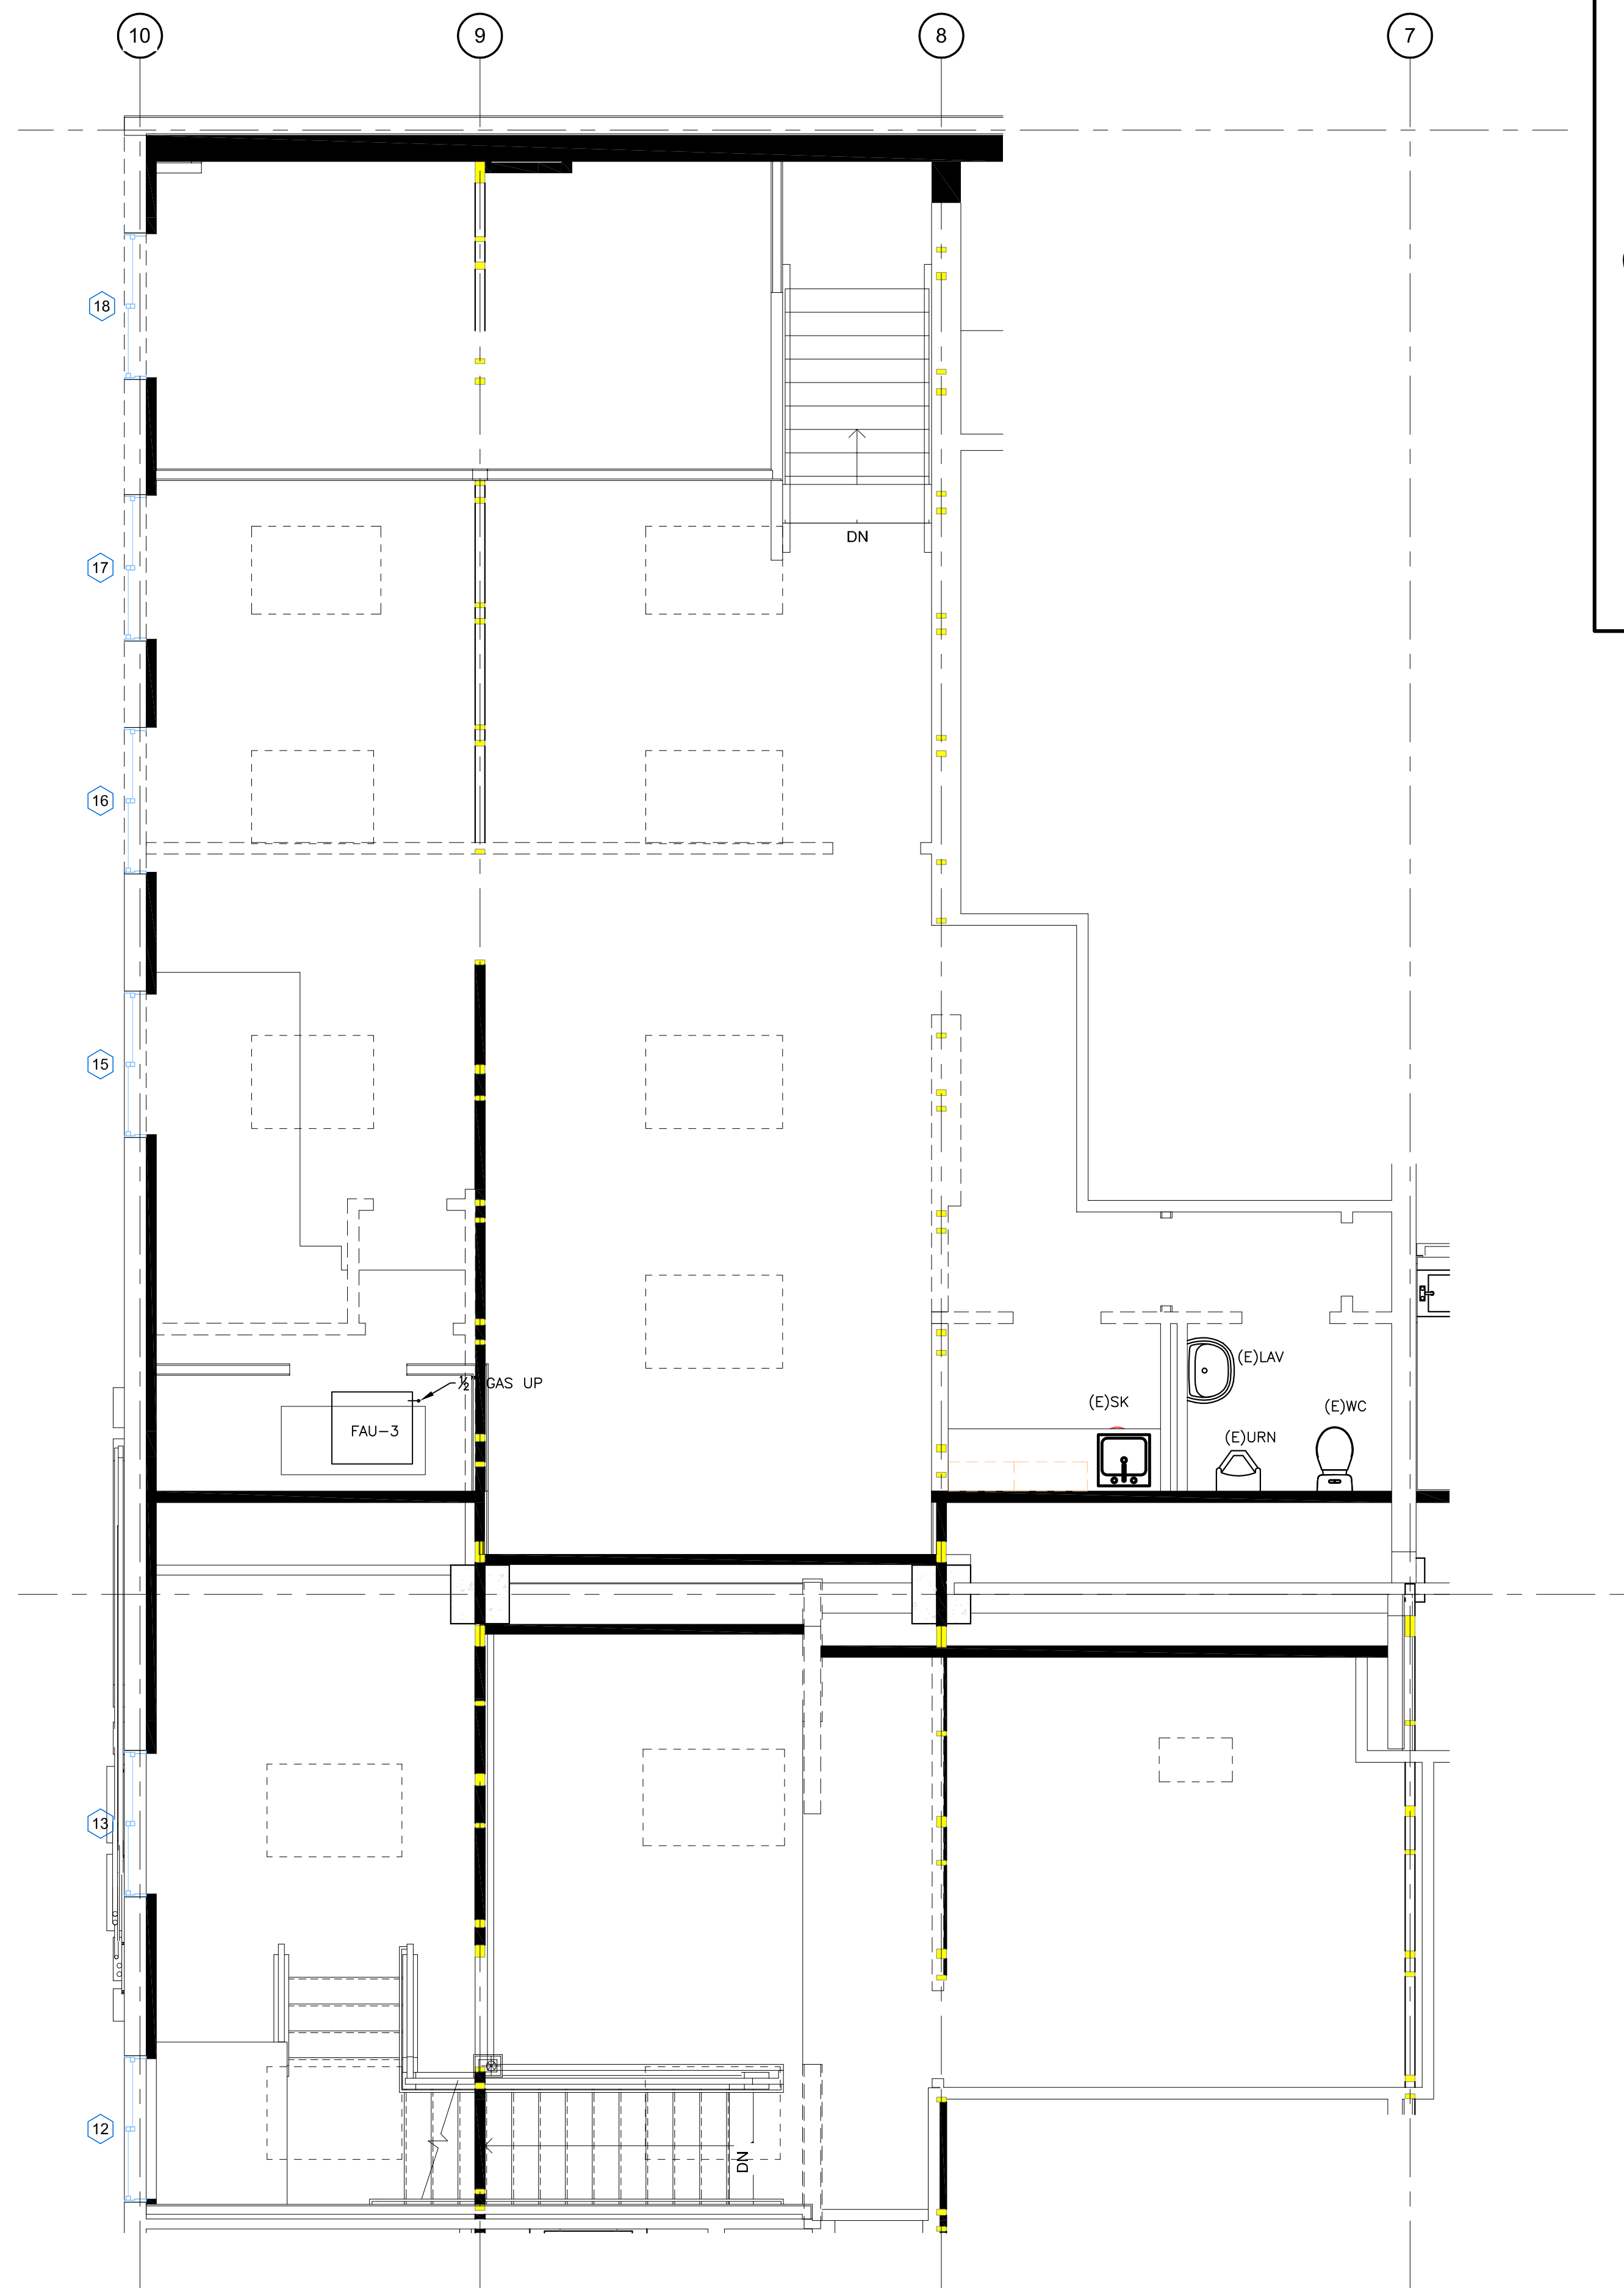 10
9
8
7
18
DN
17
16
15
½" GAS UP
FAU-3
(E)LAV
(E)SK
(E)WC
(E)URN
13
12
DN